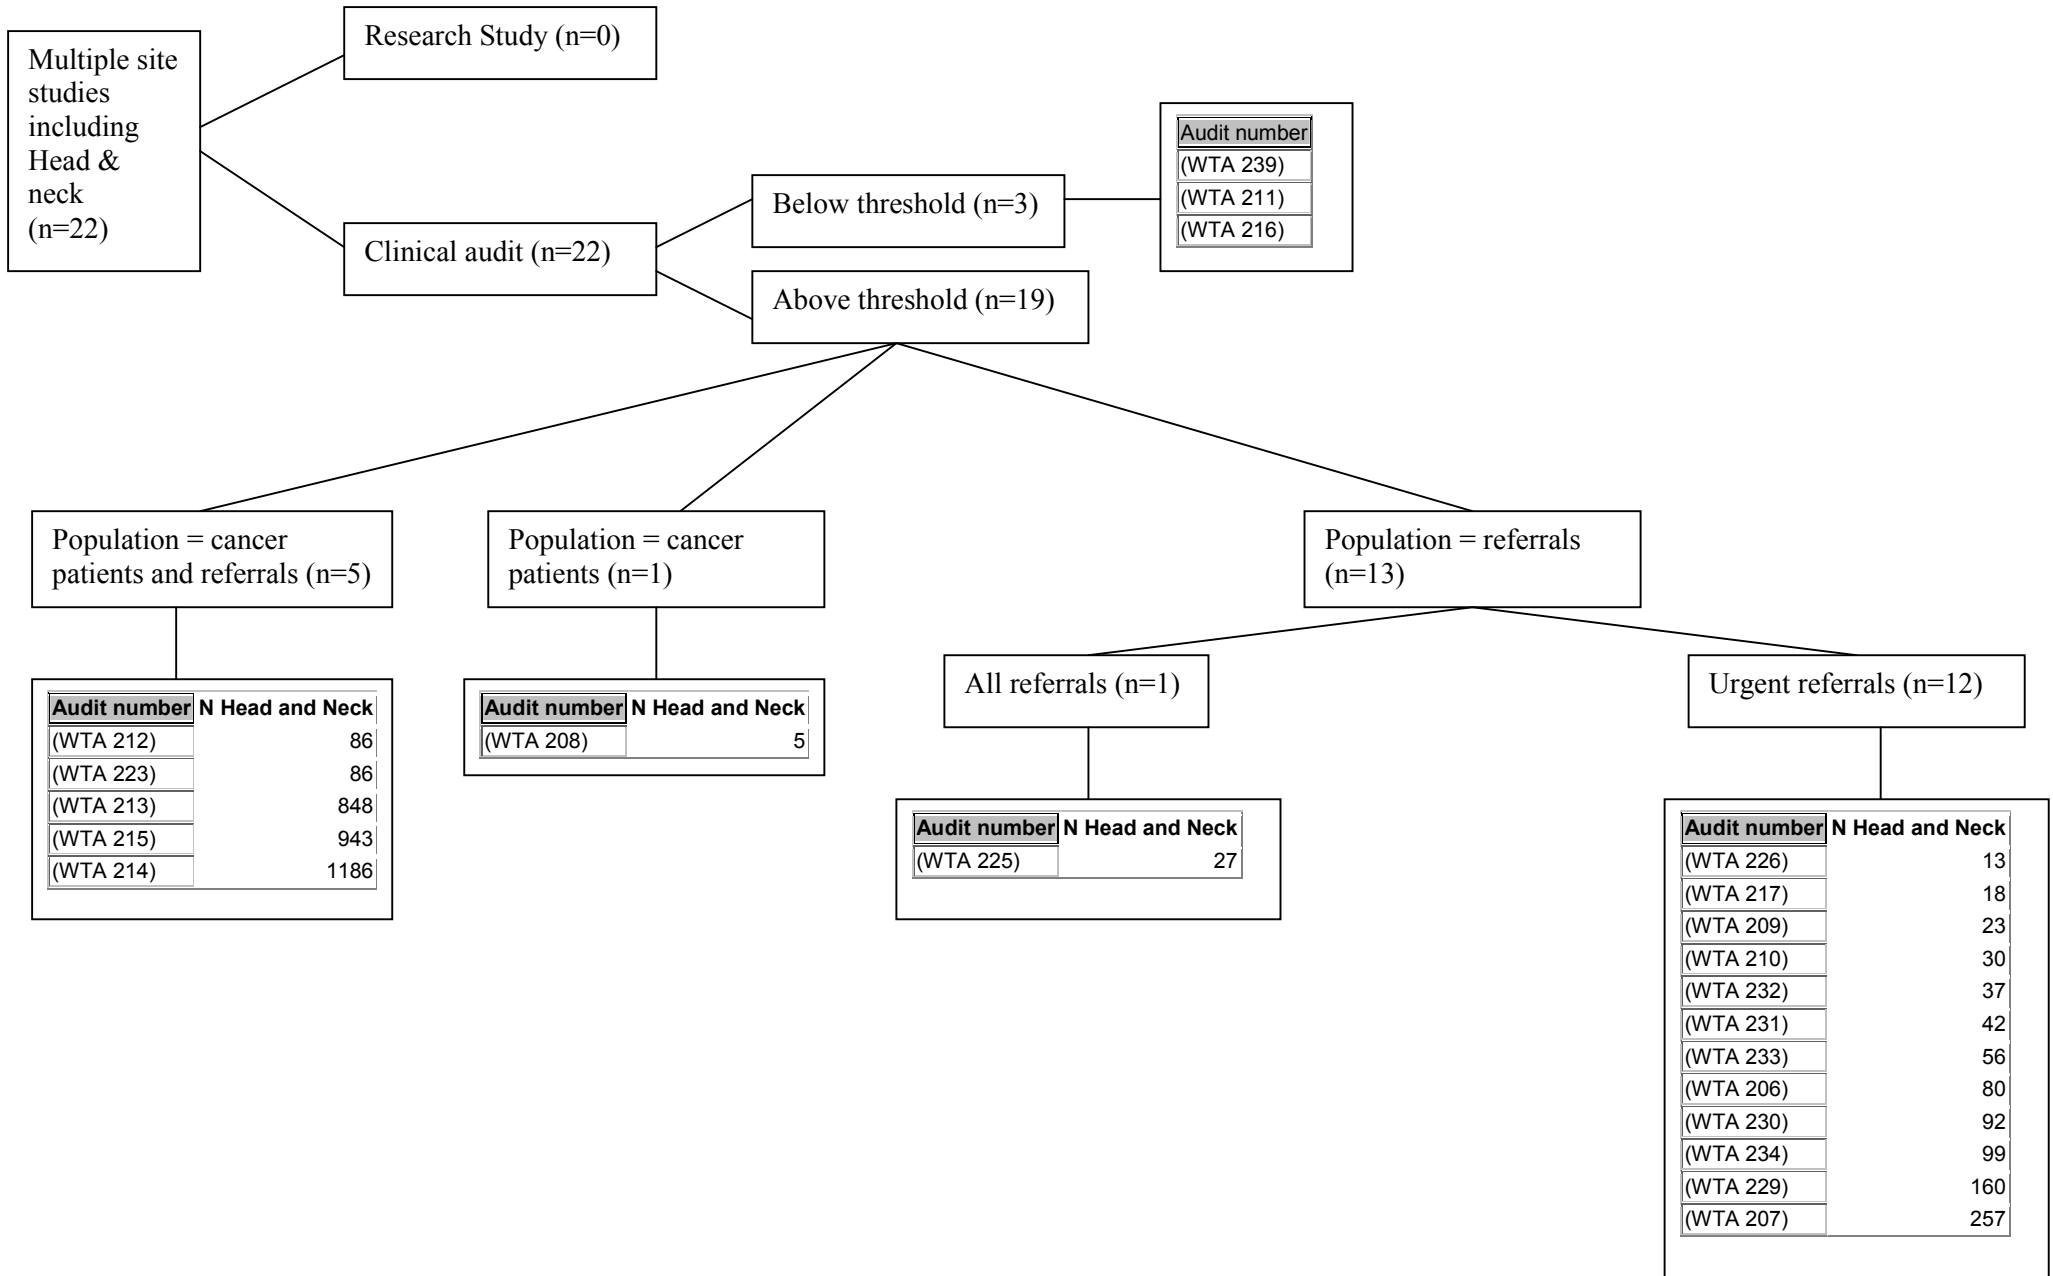 Research Study (n=0)
Multiple site
studies
including
Head &
neck
(n=22)
Audit number
(WTA 239)
(WTA 211)
(WTA 216)
Below threshold (n=3)
Clinical audit (n=22)
Above threshold (n=19)
Population = cancer
patients and referrals (n=5)
Population = cancer
patients (n=1)
Population = referrals
(n=13)
All referrals (n=1)
Urgent referrals (n=12)
Audit number N Head and Neck
(WTA 212) 86
(WTA 223) 86
(WTA 213) 848
(WTA 215) 943
(WTA 214) 1186
Audit number N Head and Neck
(WTA 208) 5
Audit number N Head and Neck
(WTA 225) 27
Audit number N Head and Neck
(WTA 226) 13
(WTA 217) 18
(WTA 209) 23
(WTA 210) 30
(WTA 232) 37
(WTA 231) 42
(WTA 233) 56
(WTA 206) 80
(WTA 230) 92
(WTA 234) 99
(WTA 229) 160
(WTA 207) 257